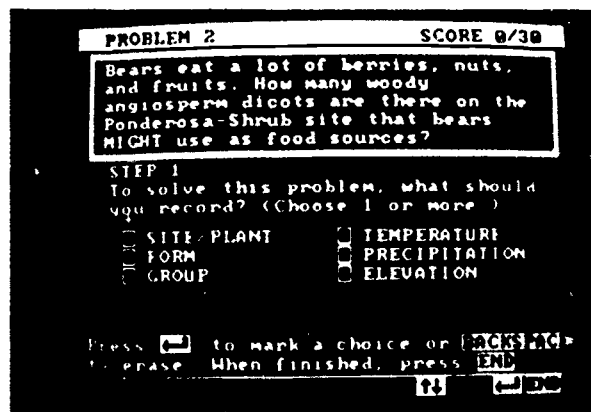 PROBLEM 2 SCORE 0/30
Bears eat a lot of berries, nuts,
and fruits. How many woody
angiosperm dicots are there on the
Ponderosa-Shrub site that bears
MIGHT use as food sources?
STEP 1
To solve this problem, what should
you record? (Choose 1 or more )
SITE/PLANT TEMPERATURE
FORM PRECIPITATION
GROUP ELEVATION
Press to mark a choice or BACKSPACE
to erase. When finished, press END
↑↓ END